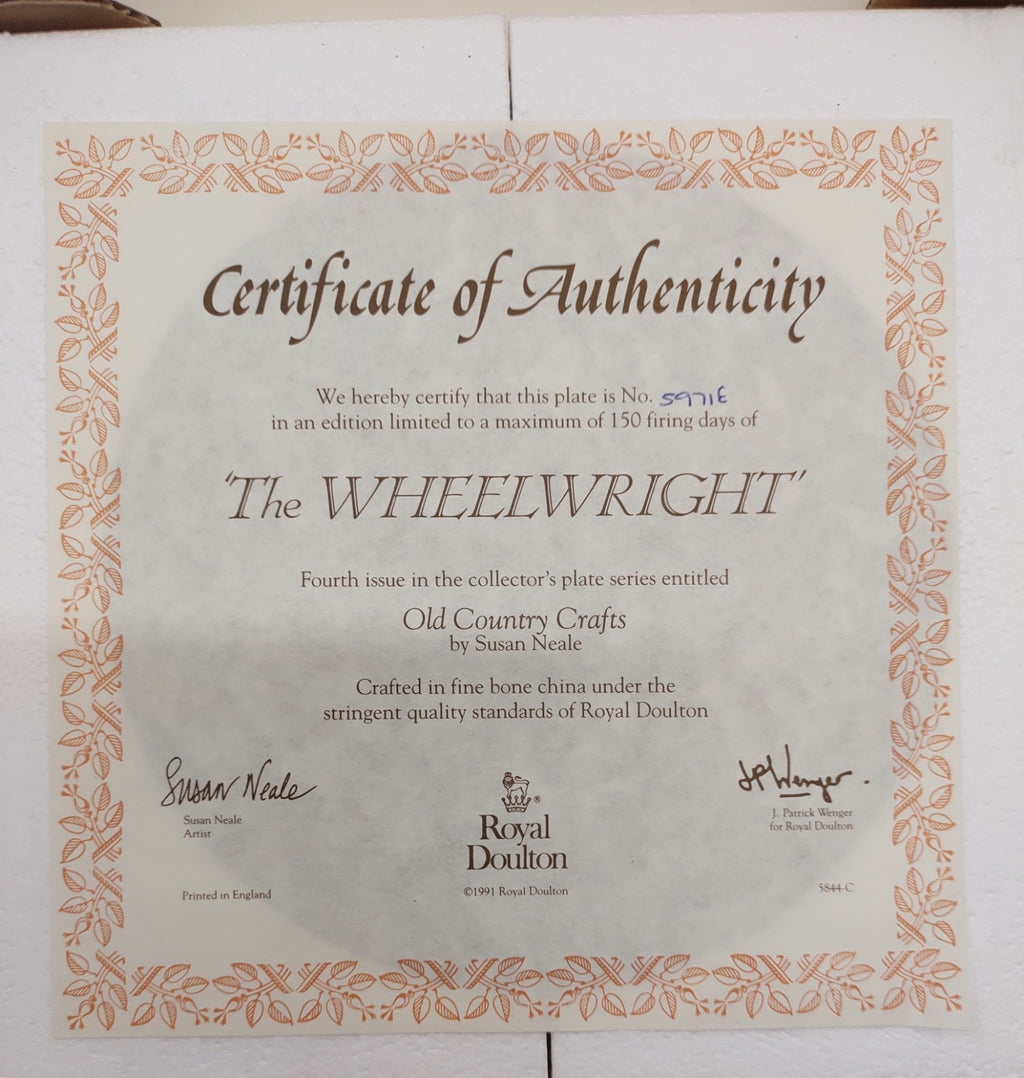 Certificate of Authenticity
We hereby certify that this plate is No. 5971E
in an edition limited to a maximum of 150 firing days of
'The WHEELWRIGHT'
Fourth issue in the collector's plate series entitled
Old Country Crafts
by Susan Neale
Crafted in fine bone china under the
stringent quality standards of Royal Doulton
Susan Neale
Susan Neale
Artist
Printed in England
®
Royal
Doulton
©1991 Royal Doulton
JPWenger.
J. Patrick Wenger
for Royal Doulton
5844-C